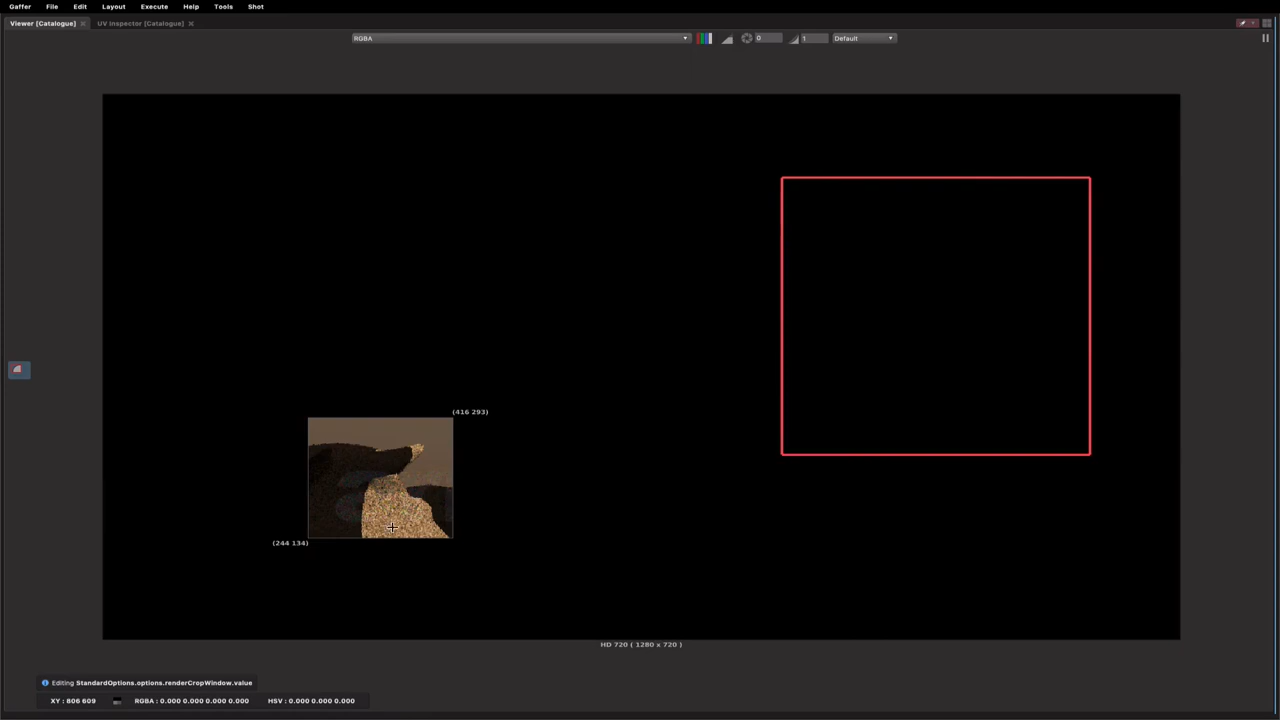 Gaffer File Edit Layout Execute Help Tools Shot
Viewer [Catalogue] UV Inspector [Catalogue]
RGBA 0 1 Default
(416 293)
(244 134)
HD 720 ( 1280 x 720 )
Editing StandardOptions.options.renderCropWindow.value
XY : 806 609 RGBA : 0.000 0.000 0.000 0.000 HSV : 0.000 0.000 0.000